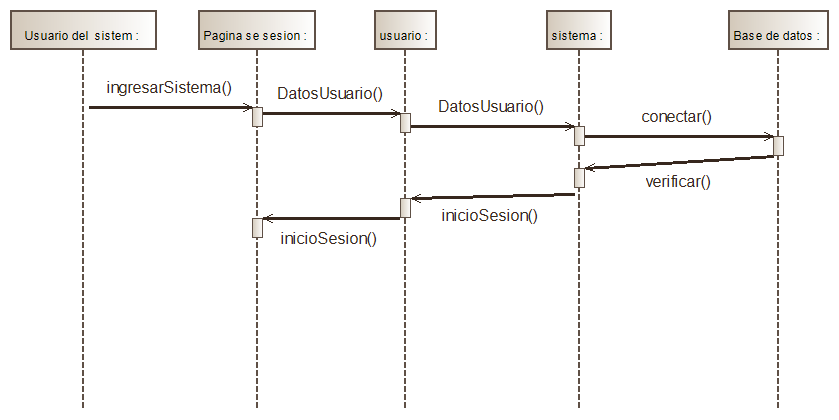 Usuario del sistem :
Pagina se sesion :
usuario :
sistema :
Base de datos :
ingresarSistema()
DatosUsuario()
DatosUsuario()
conectar()
verificar()
inicioSesion()
inicioSesion()